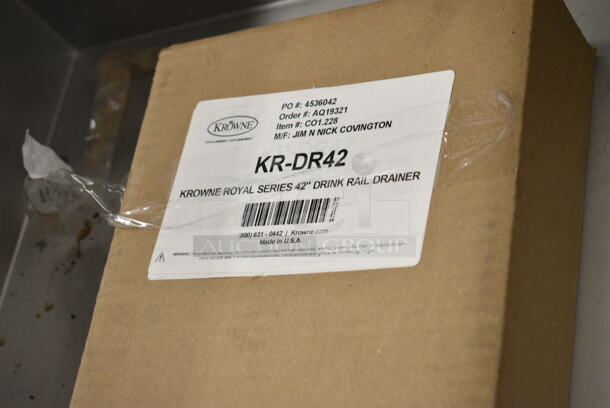 KROWNE
PO #: 4536042
Order #: AQ19321
Item #: CO1.228
M/F: JIM N NICK COVINGTON
KR-DR42
KROWNE ROYAL SERIES 42" DRINK RAIL DRAINER
(800) 631 - 0442 | Krowne.com
Made in U.S.A.
AUCTION GROUP
WARNING: